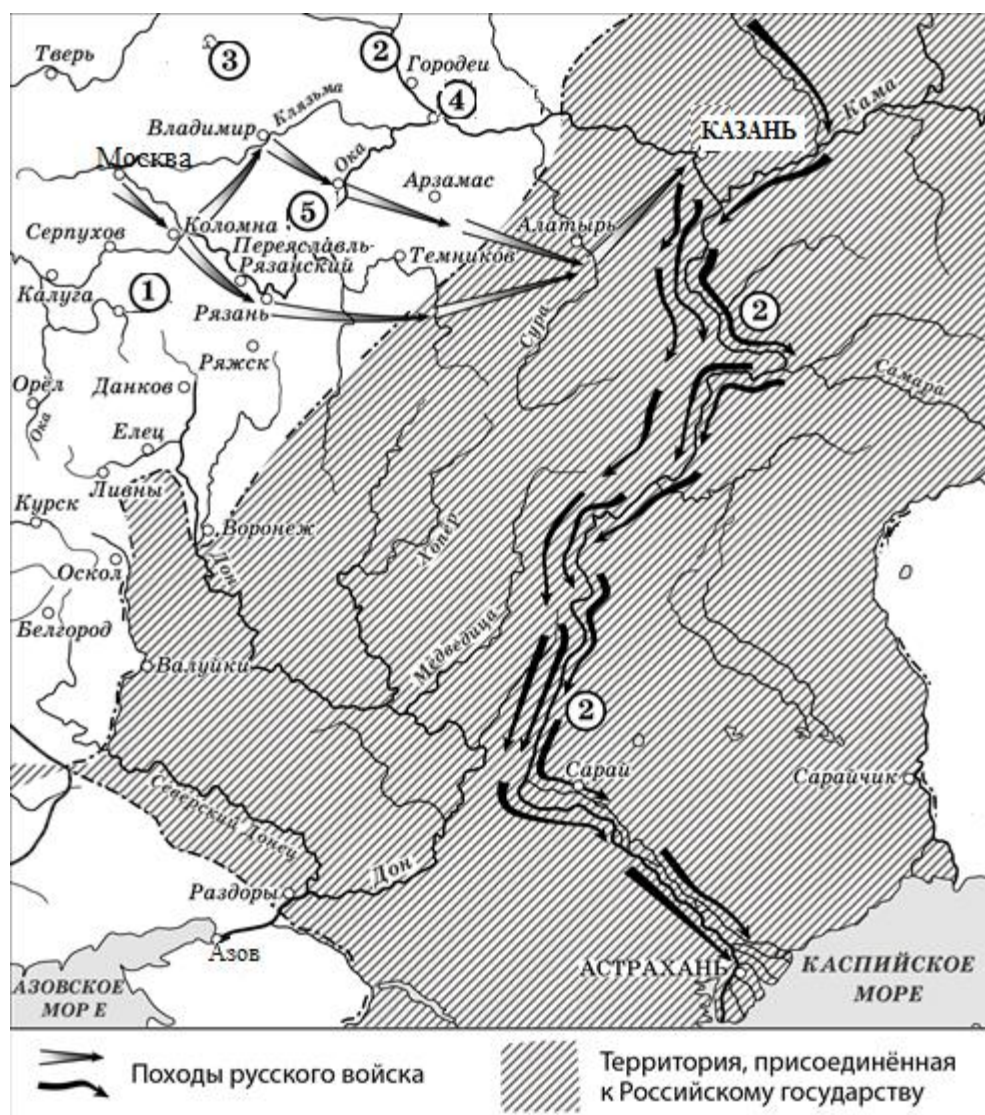 Тверь
3
2
Городец
4
Кама
Клязьма
Владимир
КАЗАНЬ
Москва
Ока
Арзамас
5
Коломна
Серпухов
Переяславль-
Рязанский
Алатырь
Темников
Калуга
1
Рязань
2
Сура
Ряжск
Орёл
Данков
Самара
Ока
Елец
Ливны
Курск
Воронеж
Хопёр
Дон
Оскол
Белгород
Медведица
Валуйки
2
Сарай
Сарайчик
Северский Донец
Дон
Раздоры
Азов
АСТРАХАНЬ
КАСПИЙСКОЕ
МОРЕ
АЗОВСКОЕ
МОР Е
Походы русского войска
Территория, присоединённая
к Российскому государству